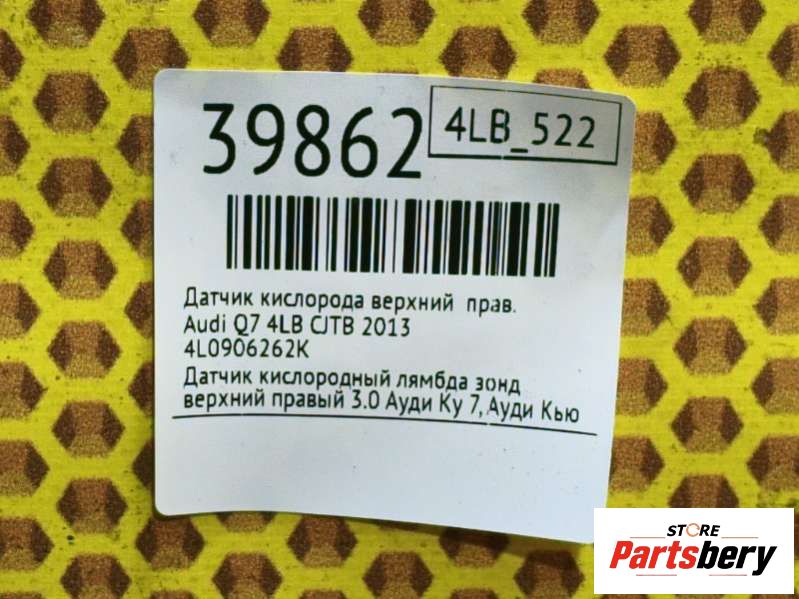 39862
4LB_522
Датчик кислорода верхний прав.
Audi Q7 4LB CJTB 2013
4L0906262K
Датчик кислородный лямбда зонд
верхний правый 3.0 Ауди Ку 7, Ауди Кью
STORE
Partsbery